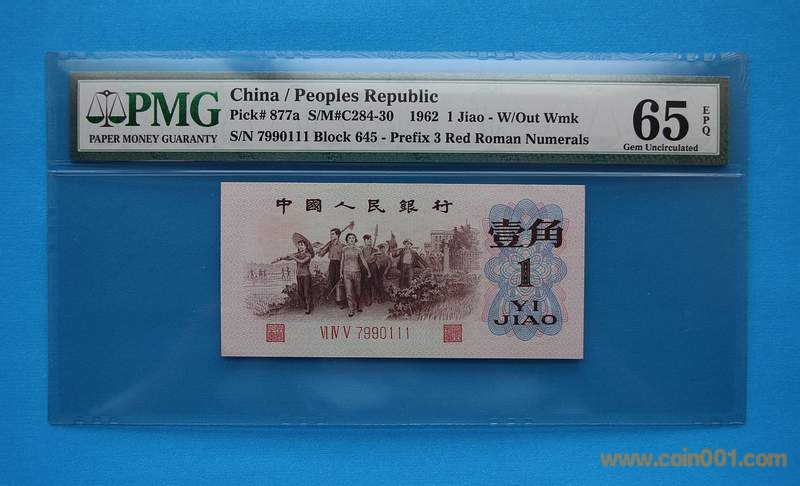 PMG
PAPER MONEY GUARANTY
China / Peoples Republic
Pick# 877a S/M#C284-30 1962 1 Jiao - W/Out Wmk
S/N 7990111 Block 645 - Prefix 3 Red Roman Numerals
65
EPQ
Gem Uncirculated
中國人民銀行
壹角
1
YI
JIAO
VI IV V 7990111
www.coin001.com